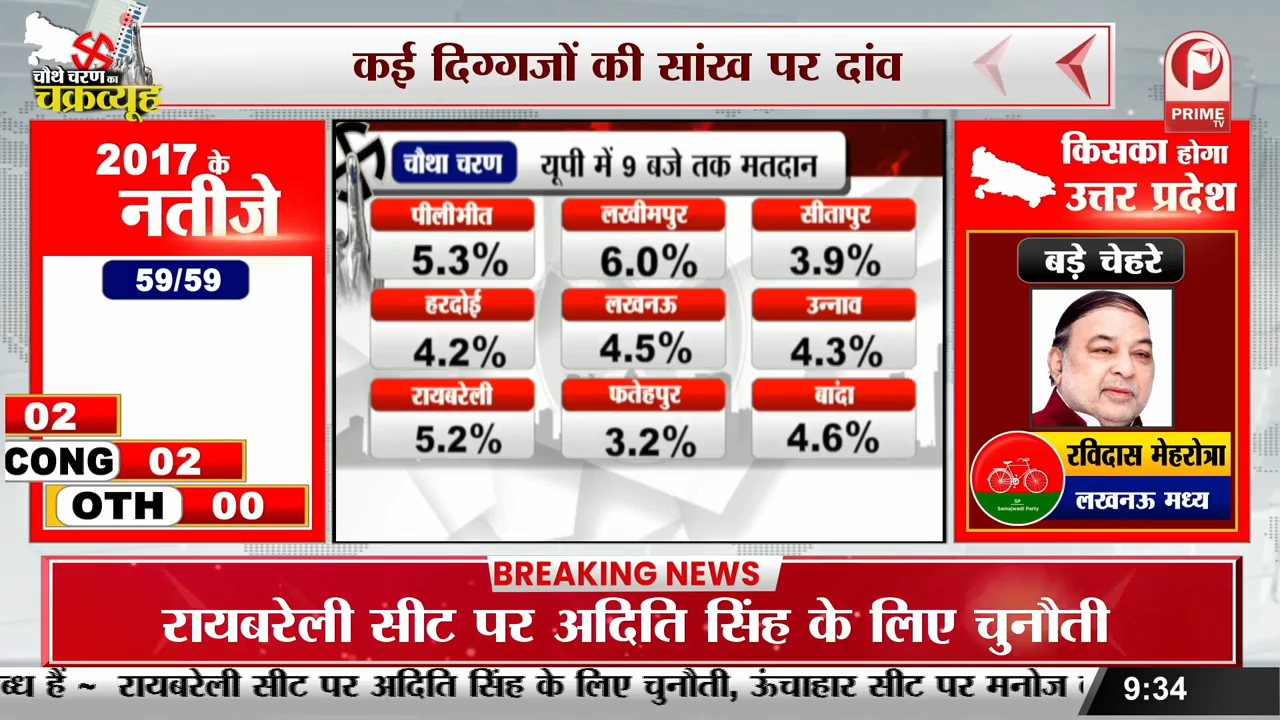 कई दिग्गजों की सांख पर दांव
चौथे चरण का
चक्रव्यूह
PRIME
TV
2017 के
नतीजे
59/59
02
CONG 02
OTH 00
चौथा चरण यूपी में 9 बजे तक मतदान
पीलीभीत लखीमपुर सीतापुर
5.3% 6.0% 3.9%
हरदोई लखनऊ उन्नाव
4.2% 4.5% 4.3%
रायबरेली फतेहपुर बांदा
5.2% 3.2% 4.6%
किसका होगा
उत्तर प्रदेश
बड़े चेहरे
SP
Samajwadi Party
रविदास मेहरोत्रा
लखनऊ मध्य
BREAKING NEWS
रायबरेली सीट पर अदिति सिंह के लिए चुनौती
ब्ध हैं ~ रायबरेली सीट पर अदिति सिंह के लिए चुनौती, ऊंचाहार सीट पर मनोज
9:34